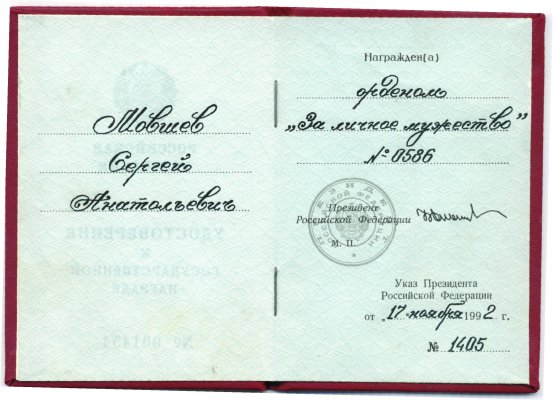 Мовшев
Сергей
Анатольевич
Награжден(а)
орденом
„За личное мужество”
№ 0586
Президент
Российской Федерации
М. П.
Указ Президента
Российской Федерации
от „17 ноября 1992 г.
№ 1405